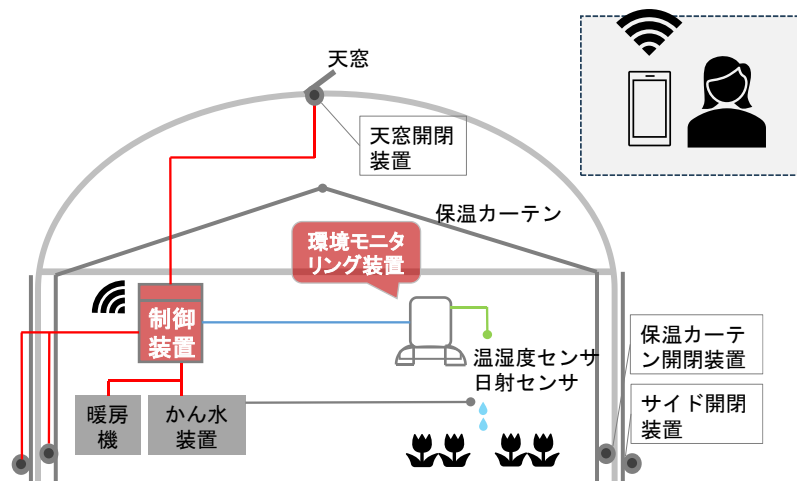 天窓
天窓開閉
装置
保温カーテン
環境モニタ
リング装置
制御
装置
温湿度センサ
日射センサ
保温カーテ
ン開閉装置
サイド開閉
装置
暖房
機
かん水
装置